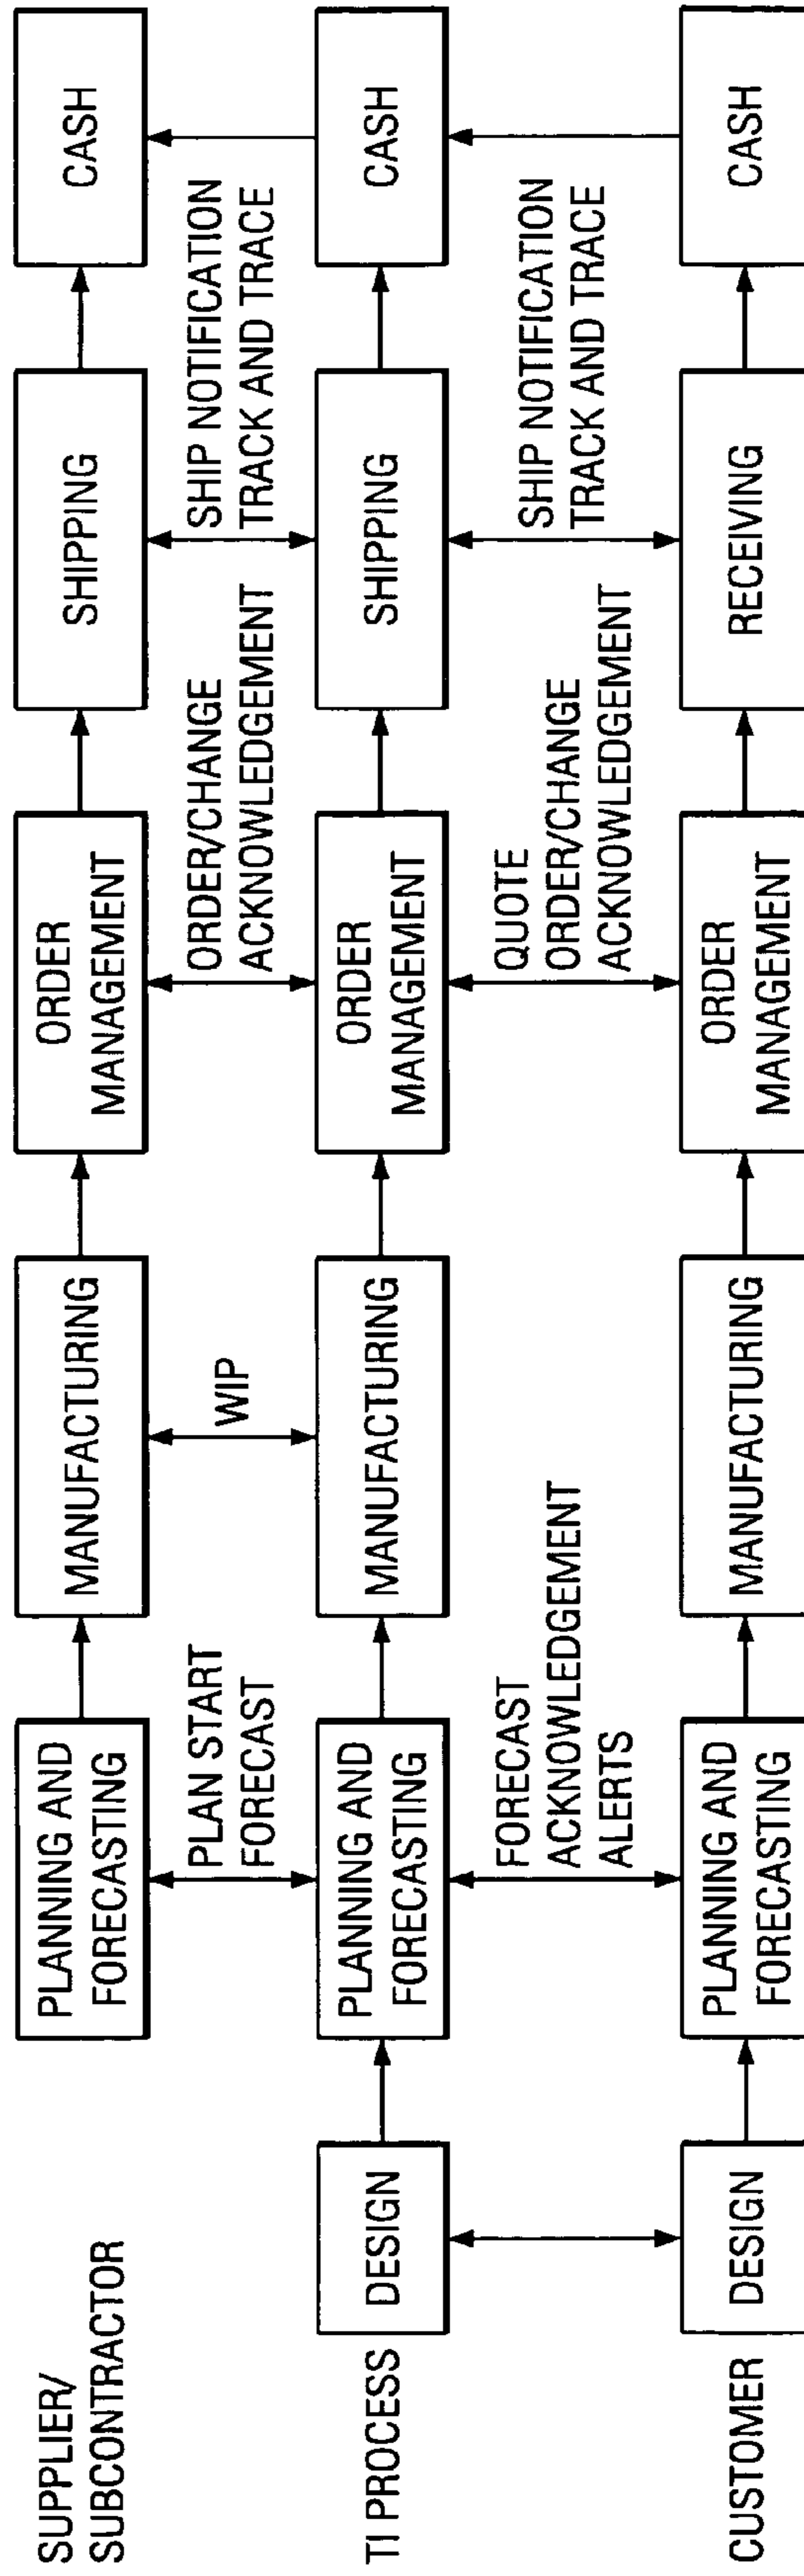 SUPPLIER/
SUBCONTRACTOR
PLANNING AND
FORECASTING
MANUFACTURING
ORDER
MANAGEMENT
SHIPPING
CASH
PLAN START
FORECAST
WIP
ORDER/CHANGE
ACKNOWLEDGEMENT
SHIP NOTIFICATION
TRACK AND TRACE
TI PROCESS
DESIGN
PLANNING AND
FORECASTING
MANUFACTURING
ORDER
MANAGEMENT
SHIPPING
CASH
FORECAST
ACKNOWLEDGEMENT
ALERTS
QUOTE
ORDER/CHANGE
ACKNOWLEDGEMENT
SHIP NOTIFICATION
TRACK AND TRACE
CUSTOMER
DESIGN
PLANNING AND
FORECASTING
MANUFACTURING
ORDER
MANAGEMENT
RECEIVING
CASH